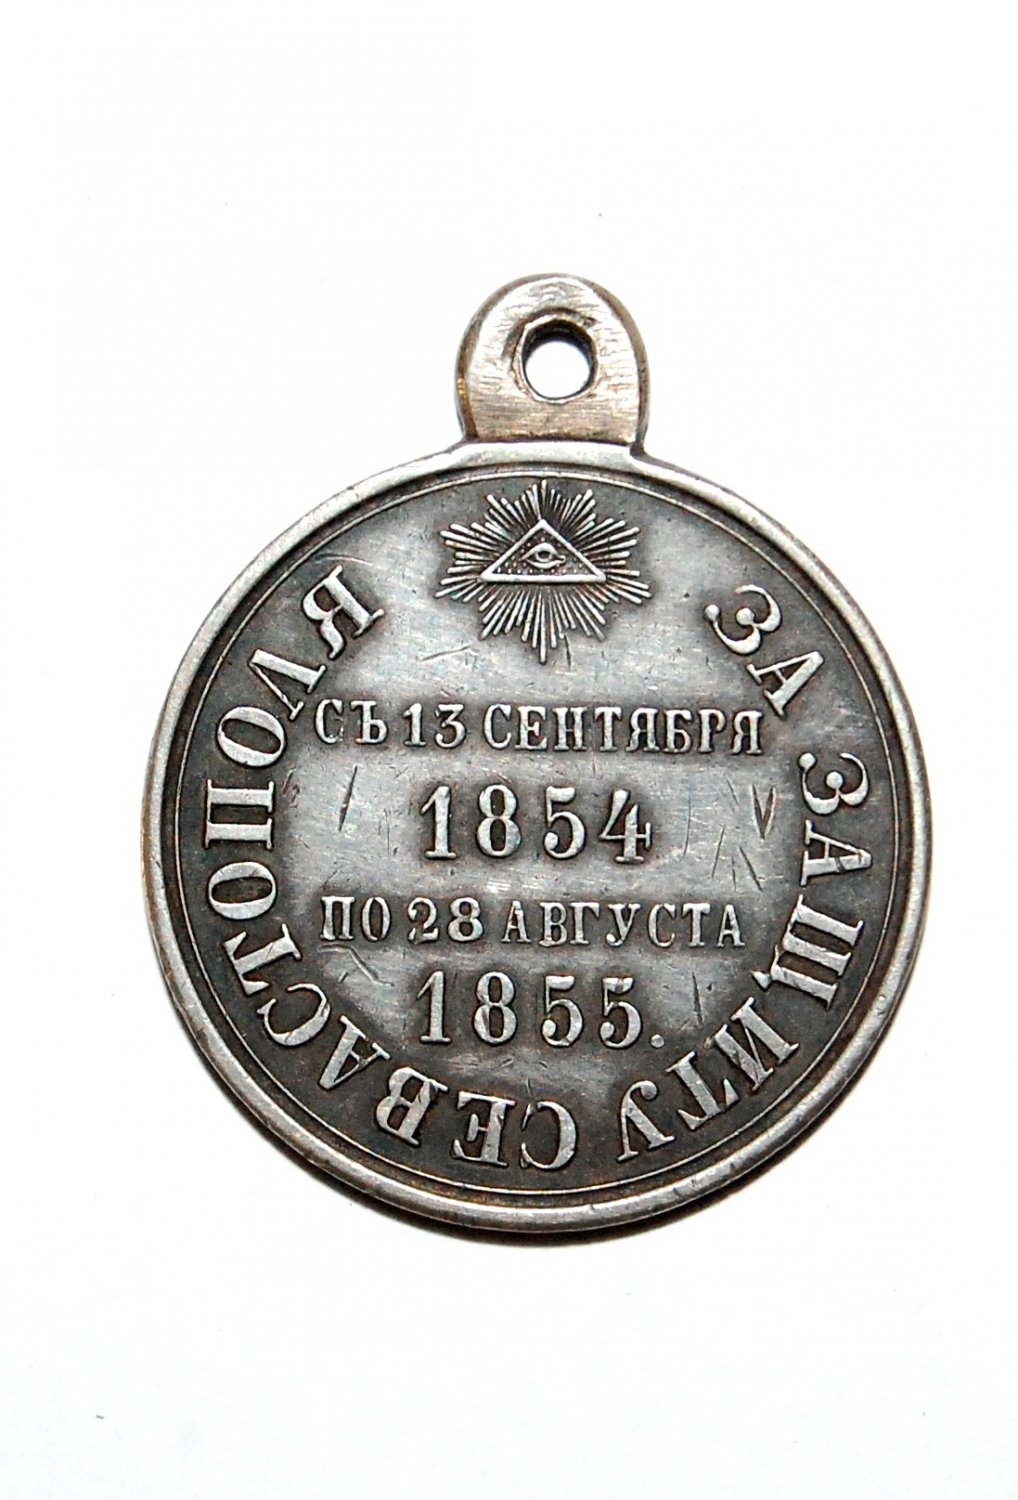 ЗА ЗАЩИТУ СЕВАСТОПОЛЯ
СЪ 13 СЕНТЯБРЯ
1854
ПО 28 АВГУСТА
1855.